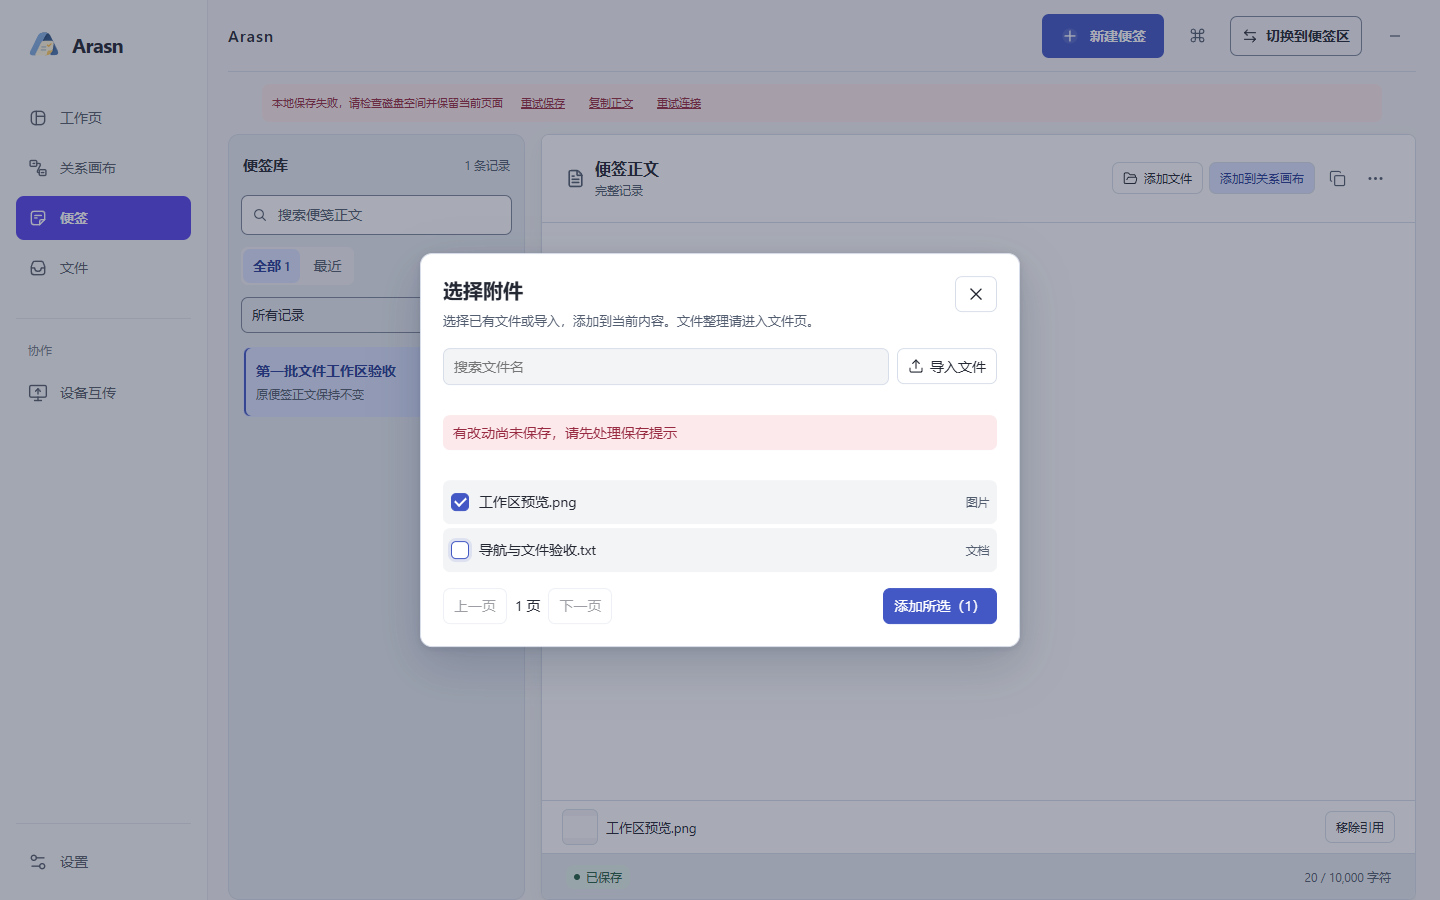 Arasn
工作页
关系画布
便签
文件
协作
设备互传
设置
Arasn
新建便签
切换到便签区
本地保存失败，请检查磁盘空间并保留当前页面 重试保存 复制正文 重试连接
便签库 1 条记录
搜索便笺正文
全部 1 最近
所有记录
第一批文件工作区验收
原便签正文保持不变
便签正文
完整记录
添加文件 添加到关系画布
选择附件
选择已有文件或导入，添加到当前内容。文件整理请进入文件页。
搜索文件名 导入文件
有改动尚未保存，请先处理保存提示
工作区预览.png 图片
导航与文件验收.txt 文档
上一页 1 页 下一页 添加所选（1）
工作区预览.png 移除引用
已保存 20 / 10,000 字符